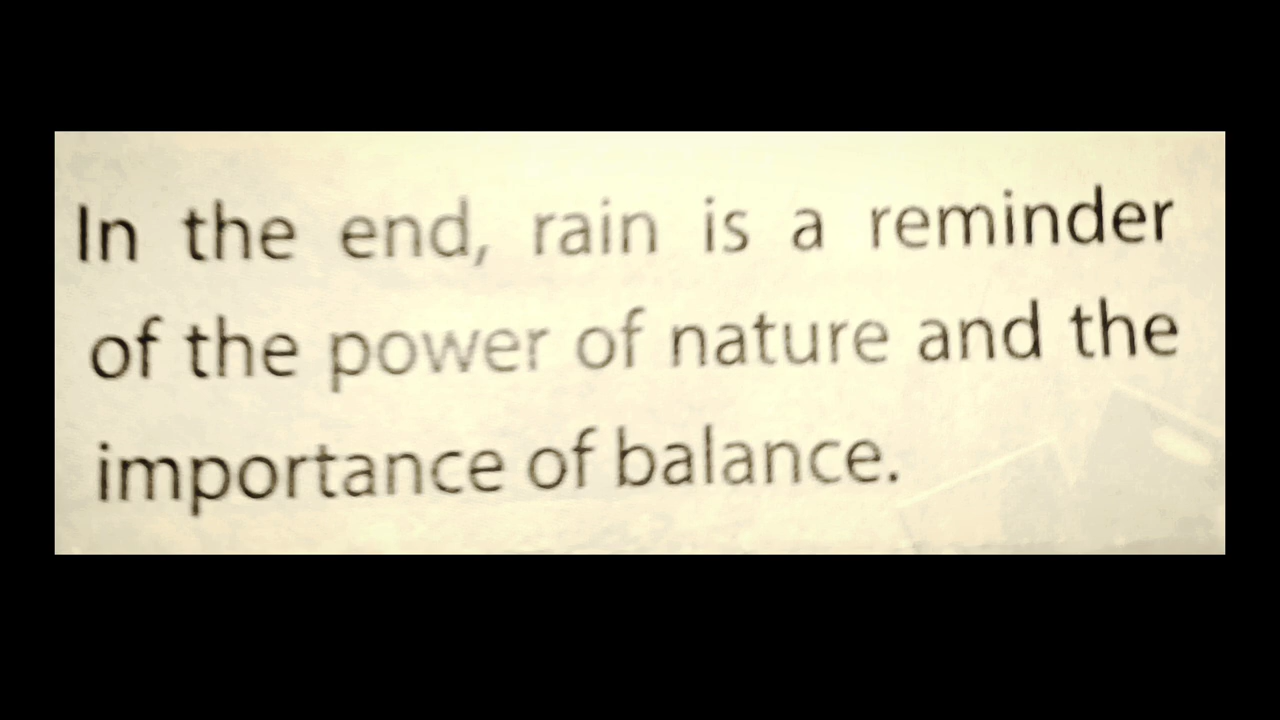 In the end, rain is a reminder
of the power of nature and the
importance of balance.